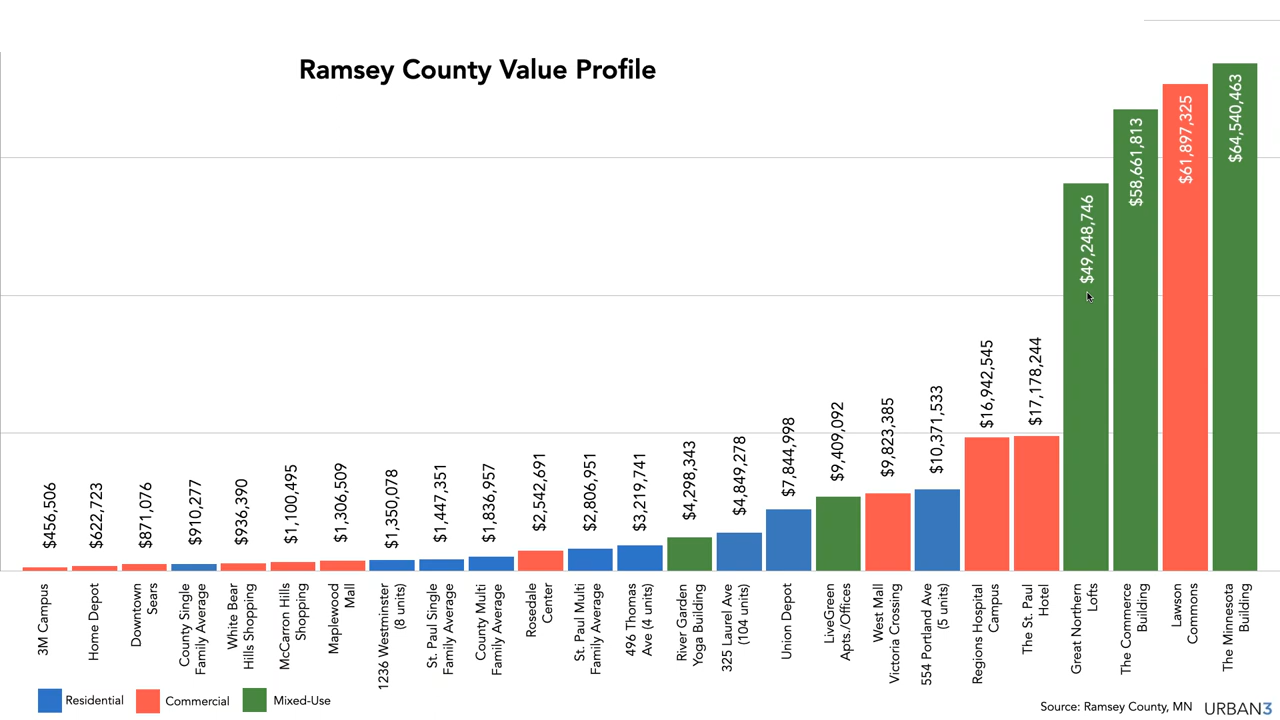 Ramsey County Value Profile
$456,506
$622,723
$871,076
$910,277
$936,390
$1,100,495
$1,306,509
$1,350,078
$1,447,351
$1,836,957
$2,542,691
$2,806,951
$3,219,741
$4,298,343
$4,849,278
$7,844,998
$9,409,092
$9,823,385
$10,371,533
$16,942,545
$17,178,244
$49,248,746
$58,661,813
$61,897,325
$64,540,463
3M Campus
Home Depot
Downtown
Sears
County Single
Family Average
White Bear
Hills Shopping
McCarron Hills
Shopping
Maplewood
Mall
1236 Westminster
(8 units)
St. Paul Single
Family Average
County Multi
Family Average
Rosedale
Center
St. Paul Multi
Family Average
496 Thomas
Ave (4 units)
River Garden
Yoga Building
325 Laurel Ave
(104 units)
Union Depot
LiveGreen
Apts./Offices
West Mall
Victoria Crossing
554 Portland Ave
(5 units)
Regions Hospital
Campus
The St. Paul
Hotel
Great Northern
Lofts
The Commerce
Building
Lawson
Commons
The Minnesota
Building
Residential
Commercial
Mixed-Use
Source: Ramsey County, MN
URBAN3